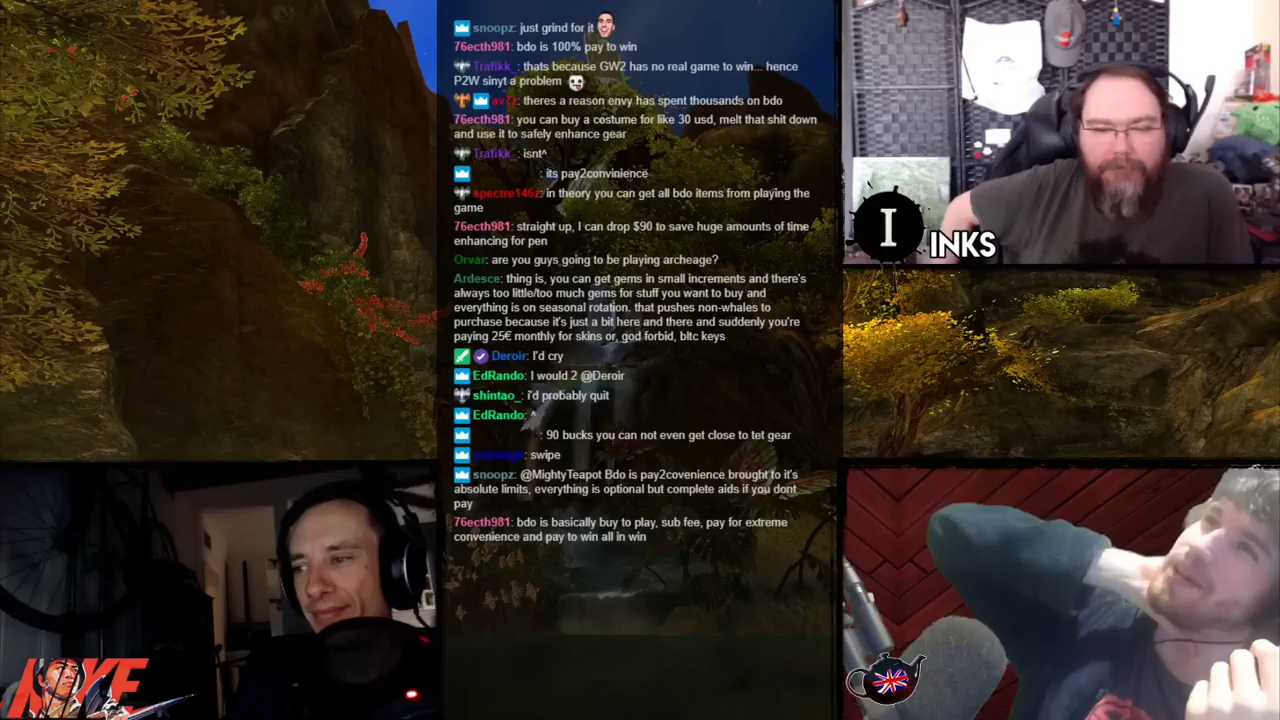 snoopz: just grind for it
76ecth981: bdo is 100% pay to win
Trafikk_: thats because GW2 has no real game to win... hence
P2W sinyt a problem
av7z: theres a reason envy has spent thousands on bdo
76ecth981: you can buy a costume for like 30 usd, melt that shit down
and use it to safely enhance gear
Trafikk_: isnt^
: its pay2convinience
spectre146z: in theory you can get all bdo items from playing the
game
76ecth981: straight up, I can drop $90 to save huge amounts of time
enhancing for pen
Orvar: are you guys going to be playing archeage?
Ardesce: thing is, you can get gems in small increments and there's
always too little/too much gems for stuff you want to buy and
everything is on seasonal rotation. that pushes non-whales to
purchase because it's just a bit here and there and suddenly you're
paying 25€ monthly for skins or, god forbid, bltc keys
Deroir: I'd cry
EdRando: I would 2 @Deroir
shintao_: i'd probably quit
EdRando: ^
: 90 bucks you can not even get close to tet gear
: swipe
snoopz: @MightyTeapot Bdo is pay2covenience brought to it's
absolute limits, everything is optional but complete aids if you dont
pay
76ecth981: bdo is basically buy to play, sub fee, pay for extreme
convenience and pay to win all in win
I INKS